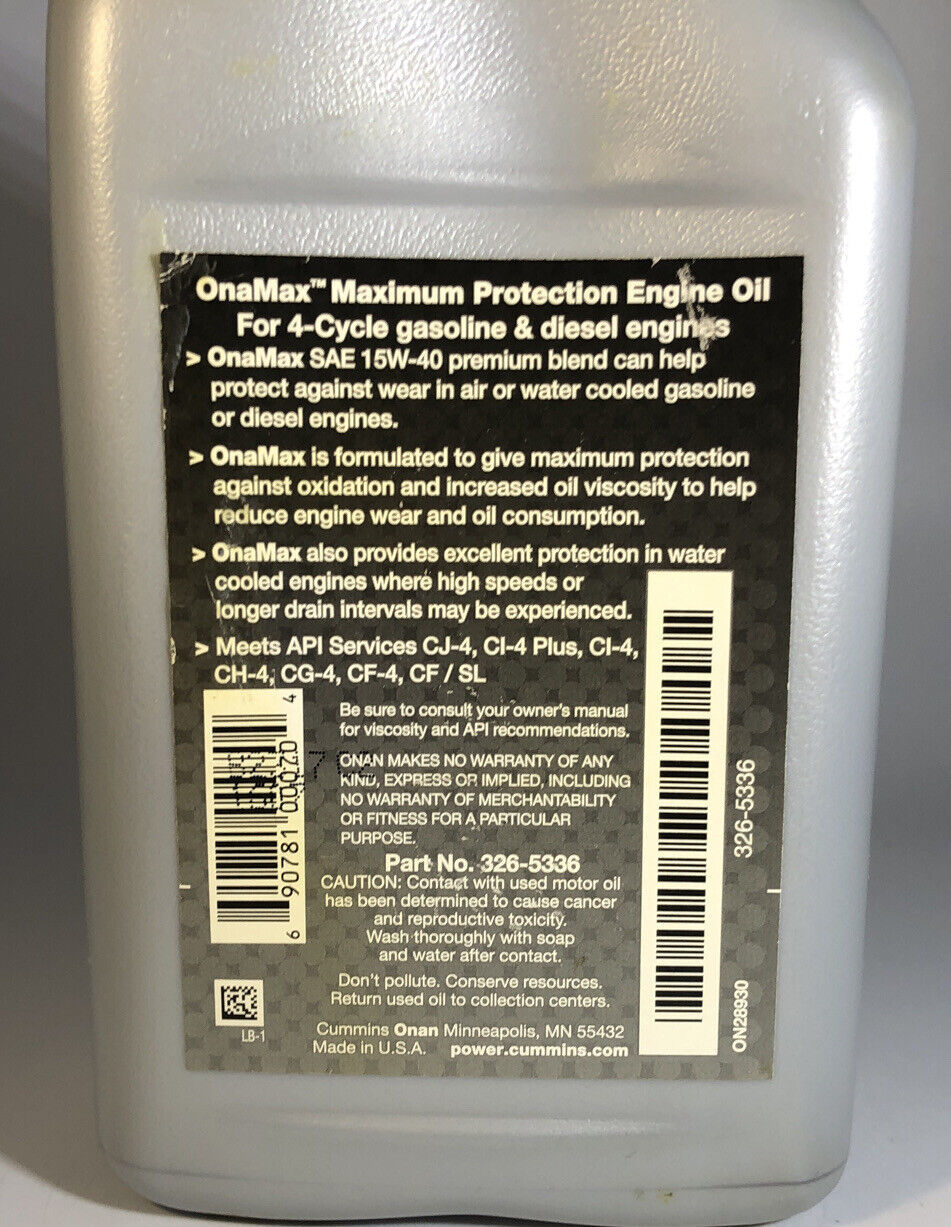 OnaMax™ Maximum Protection Engine Oil
For 4-Cycle gasoline & diesel engines
> OnaMax SAE 15W-40 premium blend can help
protect against wear in air or water cooled gasoline
or diesel engines.
> OnaMax is formulated to give maximum protection
against oxidation and increased oil viscosity to help
reduce engine wear and oil consumption.
> OnaMax also provides excellent protection in water
cooled engines where high speeds or
longer drain intervals may be experienced.
> Meets API Services CJ-4, CI-4 Plus, CI-4,
CH-4, CG-4, CF-4, CF / SL
Be sure to consult your owner's manual
for viscosity and API recommendations.
ONAN MAKES NO WARRANTY OF ANY
KIND, EXPRESS OR IMPLIED, INCLUDING
NO WARRANTY OF MERCHANTABILITY
OR FITNESS FOR A PARTICULAR
PURPOSE.
Part No. 326-5336
CAUTION: Contact with used motor oil
has been determined to cause cancer
and reproductive toxicity.
Wash thoroughly with soap
and water after contact.
Don't pollute. Conserve resources.
Return used oil to collection centers.
Cummins Onan Minneapolis, MN 55432
Made in U.S.A. power.cummins.com
6 90781 00070 4
LB-1
326-5336
ON28930